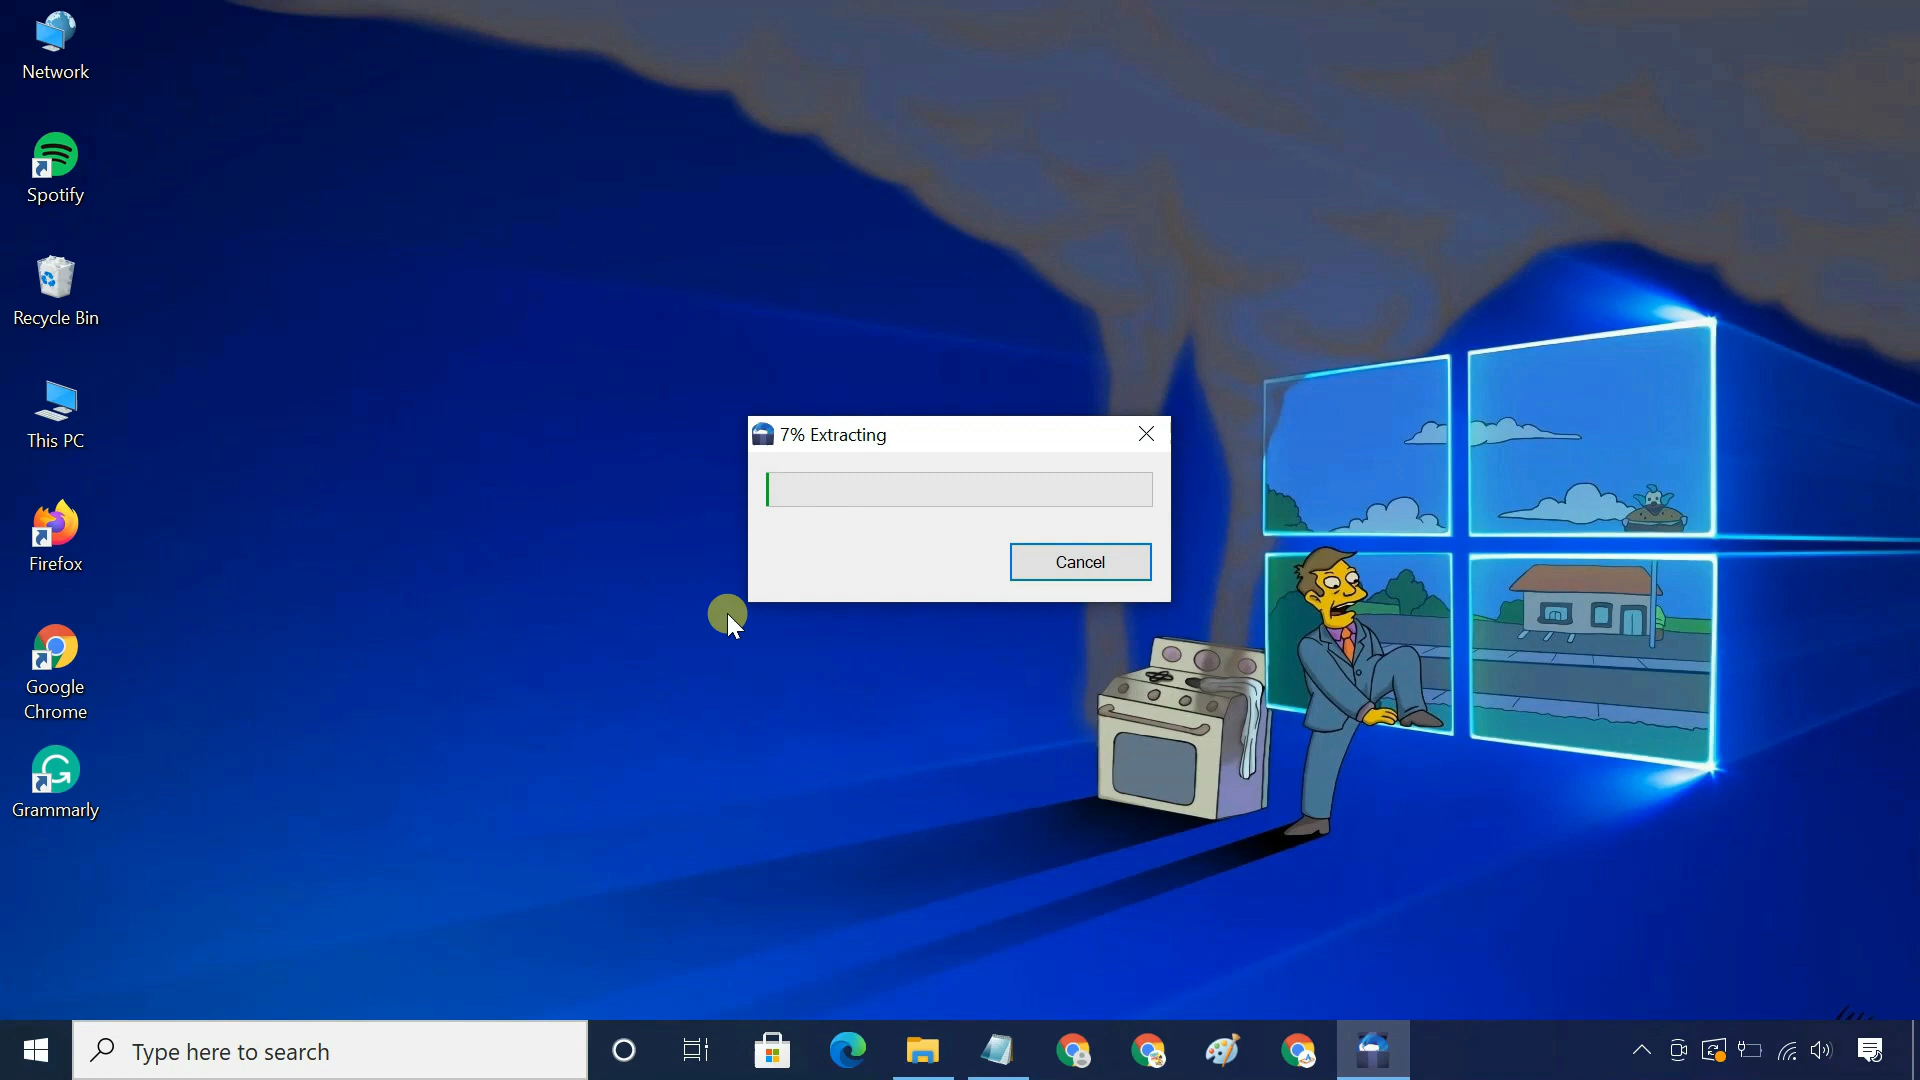 Network
Spotify
Recycle Bin
This PC
Firefox
Google
Chrome
Grammarly
7% Extracting
Cancel
Type here to search